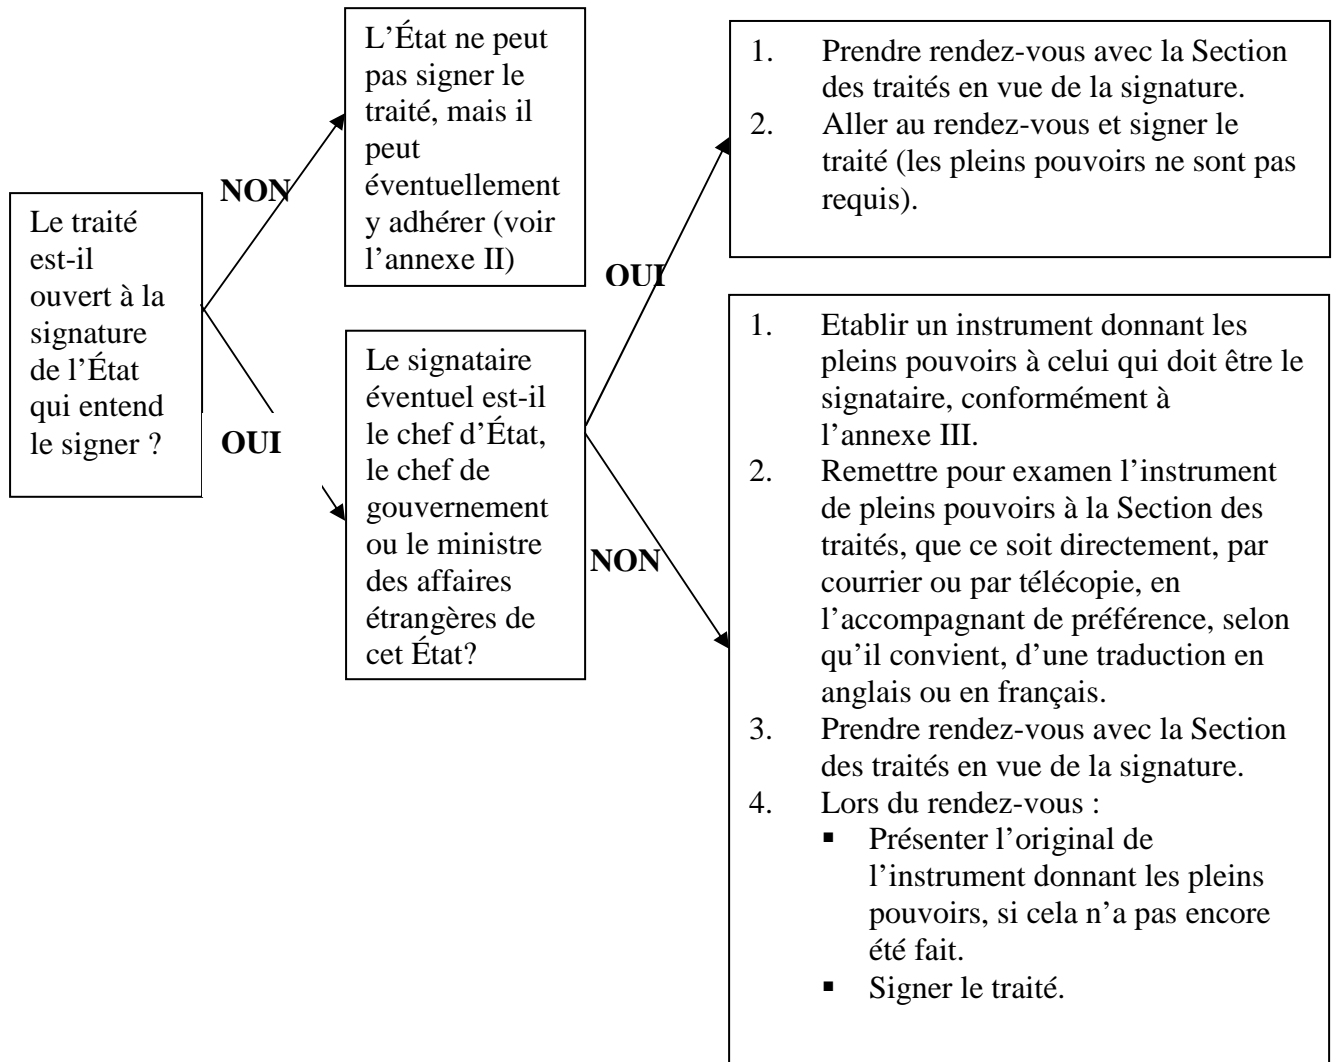 Le traité
est-il
ouvert à la
signature
de l’État
qui entend
le signer ?
NON
OUI
L’État ne peut
pas signer le
traité, mais il
peut
éventuellement
y adhérer (voir
l’annexe II)
Le signataire
éventuel est-il
le chef d’État,
le chef de
gouvernement
ou le ministre
des affaires
étrangères de
cet État?
OUI
NON
1. Prendre rendez-vous avec la Section
des traités en vue de la signature.
2. Aller au rendez-vous et signer le
traité (les pleins pouvoirs ne sont pas
requis).
1. Etablir un instrument donnant les
pleins pouvoirs à celui qui doit être le
signataire, conformément à
l’annexe III.
2. Remettre pour examen l’instrument
de pleins pouvoirs à la Section des
traités, que ce soit directement, par
courrier ou par télécopie, en
l’accompagnant de préférence, selon
qu’il convient, d’une traduction en
anglais ou en français.
3. Prendre rendez-vous avec la Section
des traités en vue de la signature.
4. Lors du rendez-vous :
▪ Présenter l’original de
l’instrument donnant les pleins
pouvoirs, si cela n’a pas encore
été fait.
▪ Signer le traité.